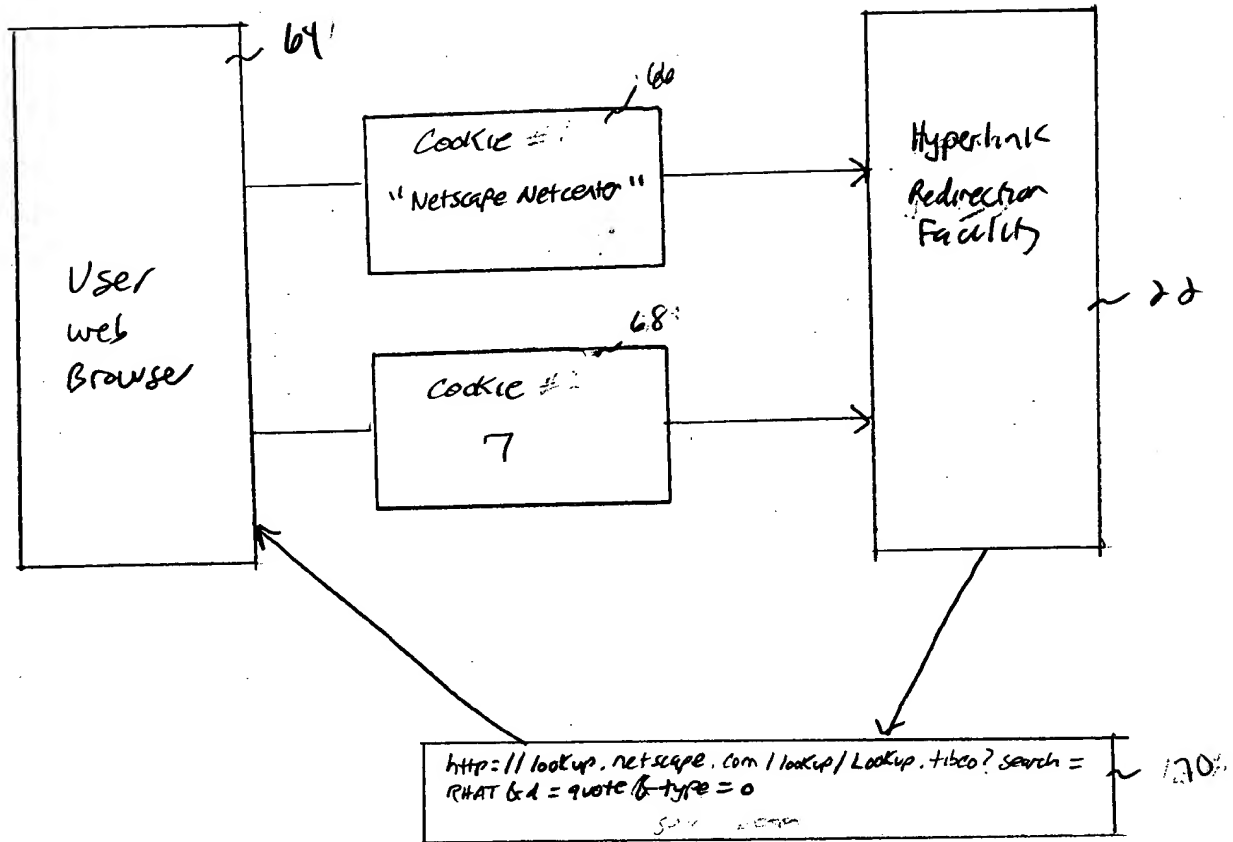 64
66
Cookie #
"Netscape Netcenter"
Hyperlink
Redirection
Facility
User
web
Browser
22
68
Cookie #2
7
http://lookup.netscape.com/lookup/Lookup.tibco?search=
RHAT&d=quote&type=0
170